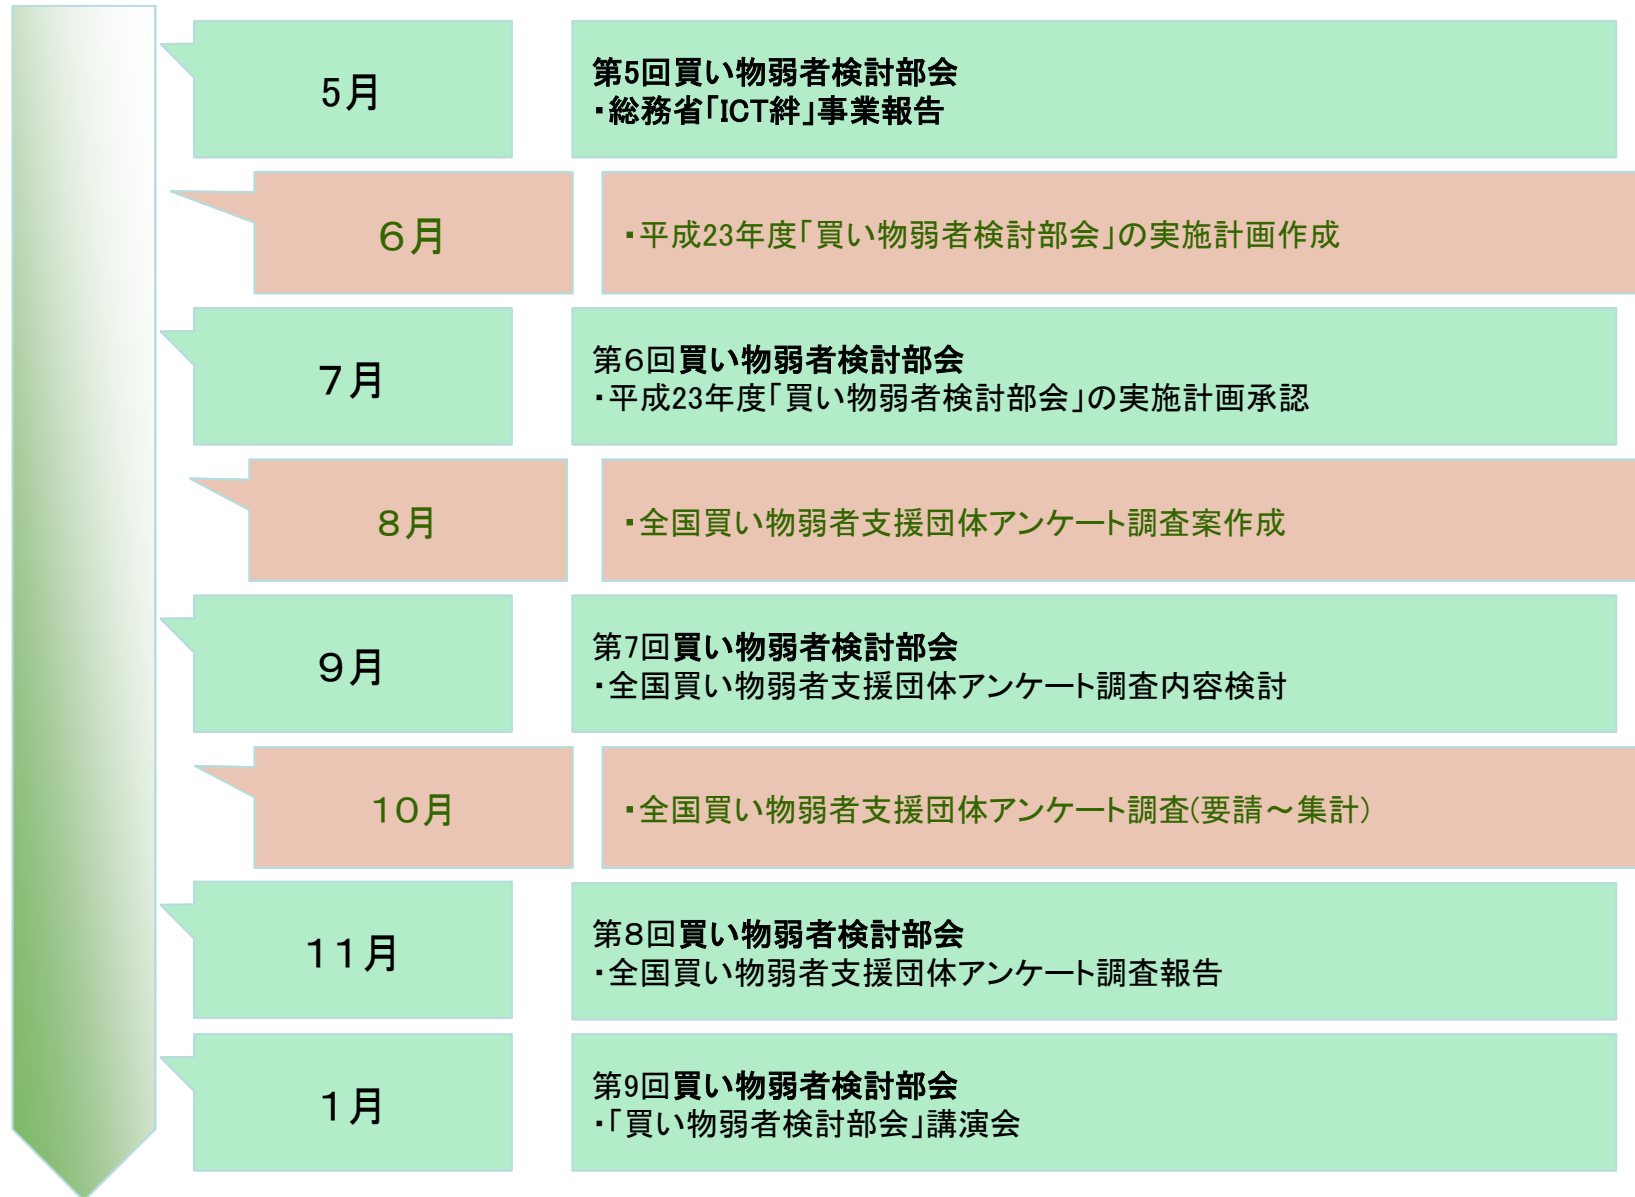 5月
第5回買い物弱者検討部会
・総務省「ICT絆」事業報告
６月
・平成23年度「買い物弱者検討部会」の実施計画作成
７月
第６回買い物弱者検討部会
・平成23年度「買い物弱者検討部会」の実施計画承認
８月
・全国買い物弱者支援団体アンケート調査案作成
９月
第7回買い物弱者検討部会
・全国買い物弱者支援団体アンケート調査内容検討
１０月
・全国買い物弱者支援団体アンケート調査(要請～集計)
１１月
第８回買い物弱者検討部会
・全国買い物弱者支援団体アンケート調査報告
１月
第9回買い物弱者検討部会
・「買い物弱者検討部会」講演会